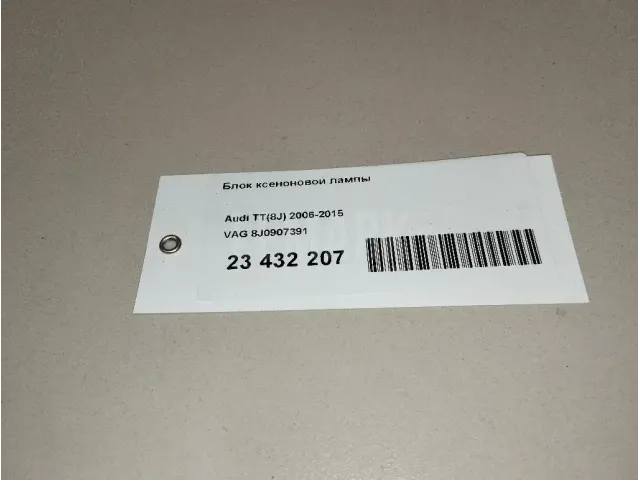 Блок ксеноновой лампы
Audi TT(8J) 2006-2015
VAG 8J0907391
23 432 207